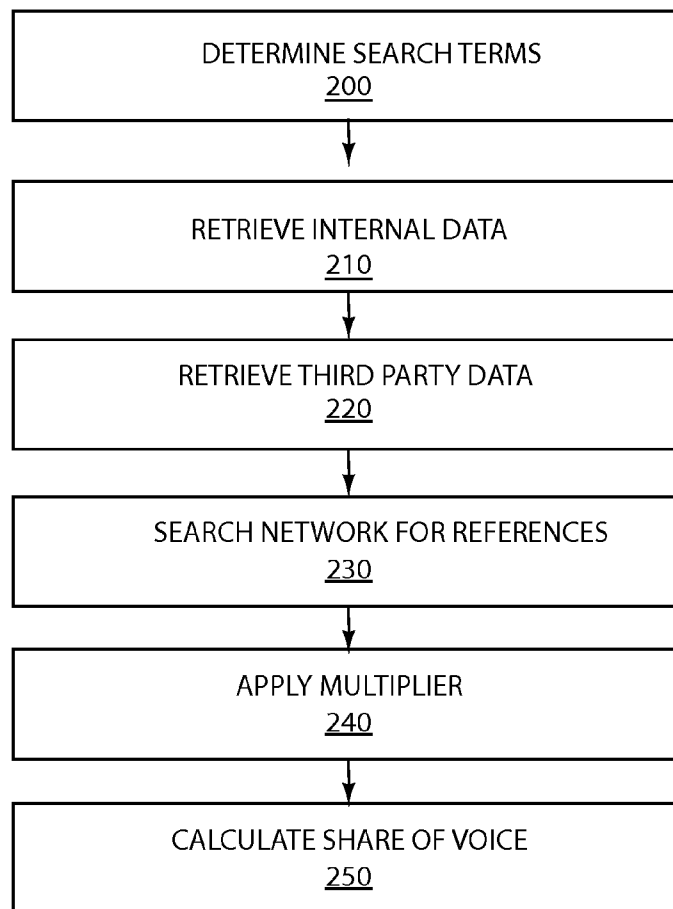 DETERMINE SEARCH TERMS
200
RETRIEVE INTERNAL DATA
210
RETRIEVE THIRD PARTY DATA
220
SEARCH NETWORK FOR REFERENCES
230
APPLY MULTIPLIER
240
CALCULATE SHARE OF VOICE
250